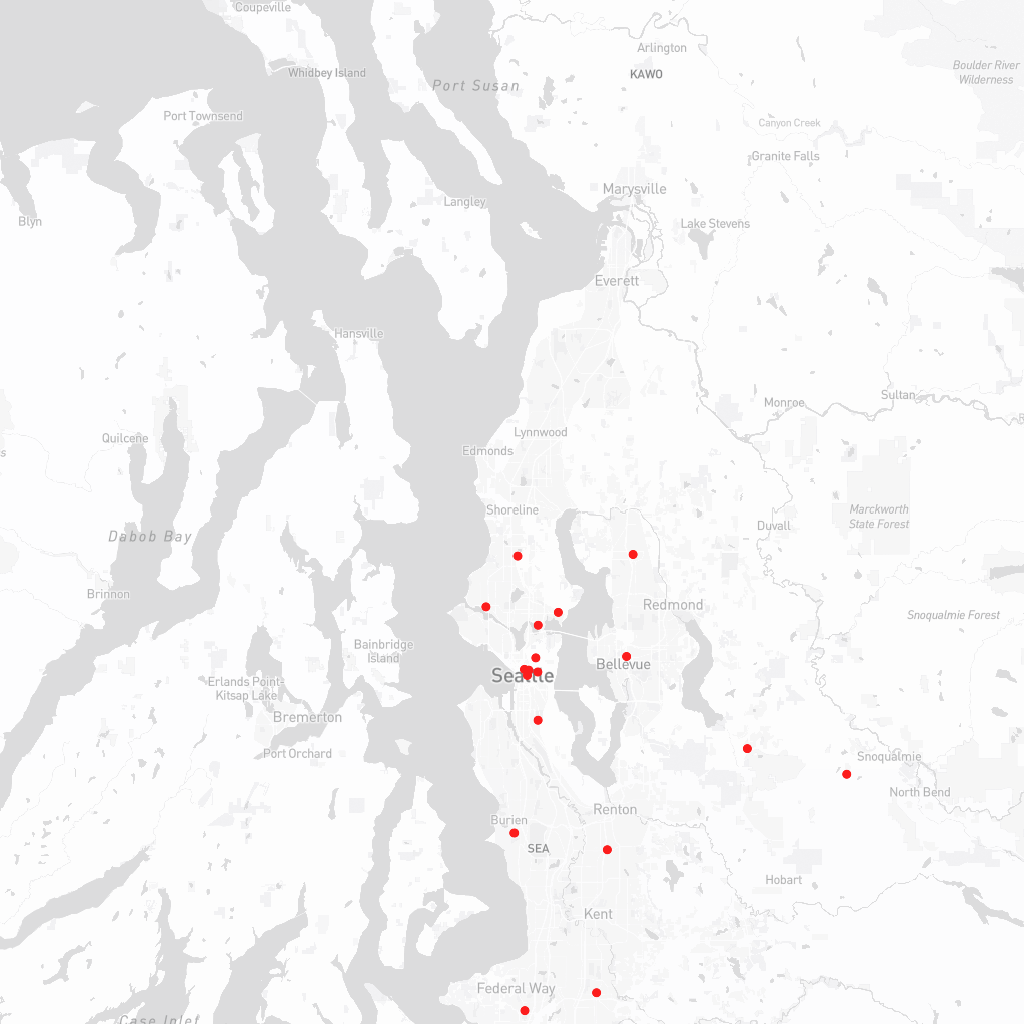 Coupeville
Arlington
Whidbey Island
KAWO
Boulder River
Wilderness
Port Susan
Port Townsend
Canyon Creek
Granite Falls
Marysville
Langley
Blyn
Lake Stevens
Everett
Hansville
Sultan
Monroe
Lynnwood
Quilcene
Edmonds
Shoreline
Marckworth
State Forest
Duvall
Dabob Bay
Brinnon
Redmond
Snoqualmie Forest
Bainbridge
Island
Bellevue
Seattle
Erlands Point-
Kitsap Lake
Bremerton
Port Orchard
Snoqualmie
North Bend
Renton
Burien
SEA
Hobart
Kent
Federal Way
Case Inlet